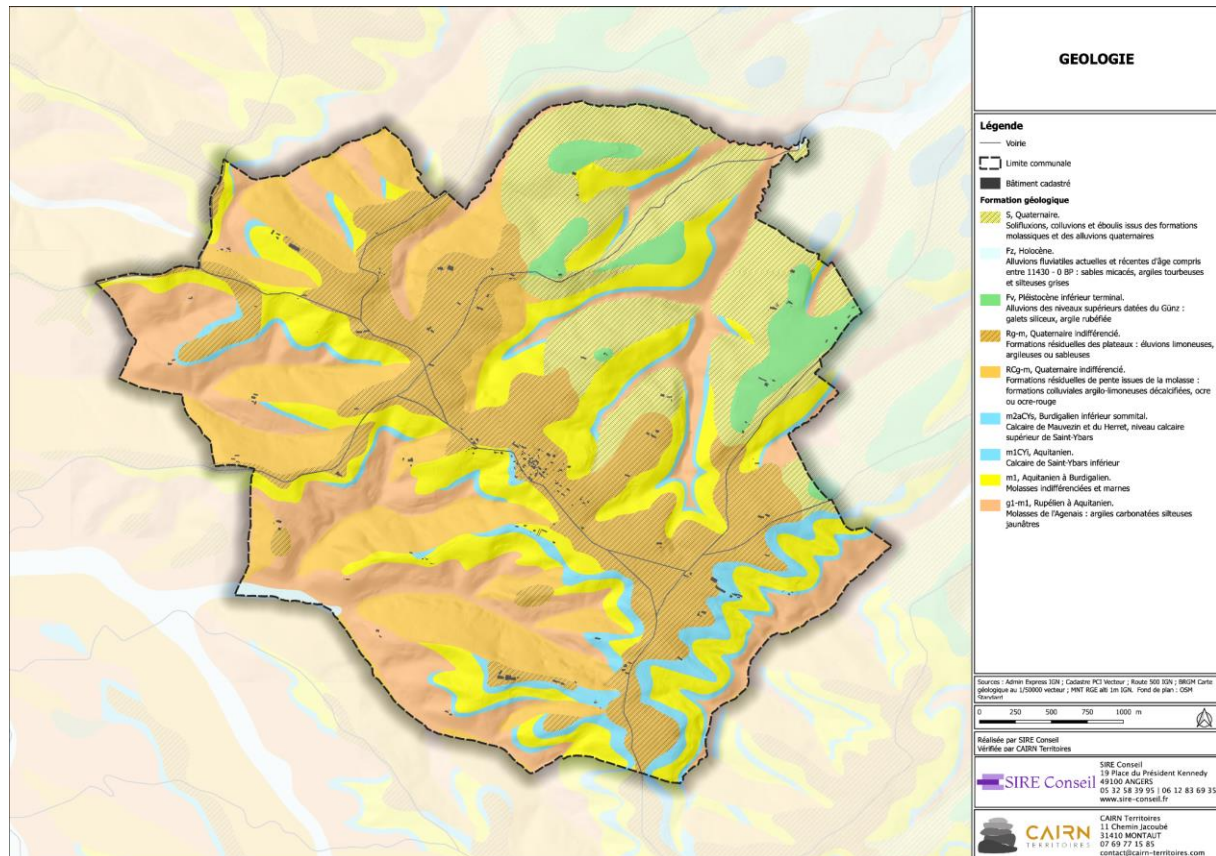 GEOLOGIE
Légende
Voirie
Limite communale
Bâtiment cadastré
Formation géologique
S, Quaternaire.
Solifluxions, colluvions et éboulis issus des formations
molassiques et des alluvions quaternaires
Fz, Holocène.
Alluvions fluviatiles actuelles et récentes d'âge compris
entre 11430 - 0 BP : sables micacés, argiles tourbeuses
et silteuses grises
Fv, Pléistocène inférieur terminal.
Alluvions des niveaux supérieurs datées du Günz :
galets siliceux, argile rubéfiée
Rg-m, Quaternaire indifférencié.
Formations résiduelles des plateaux : éluvions limoneuses,
argileuses ou sableuses
RCg-m, Quaternaire indifférencié.
Formations résiduelles de pente issues de la molasse :
formations colluviales argilo-limoneuses décalcifiées, ocre
ou ocre-rouge
m2aCYs, Burdigalien inférieur sommital.
Calcaire de Mauvezin et du Herret, niveau calcaire
supérieur de Saint-Ybars
m1CYi, Aquitanien.
Calcaire de Saint-Ybars inférieur
m1, Aquitanien à Burdigalien.
Molasses indifférenciées et marnes
g1-m1, Rupélien à Aquitanien.
Molasses de l'Agenais : argiles carbonatées silteuses
jaunâtres
Sources : Admin Express IGN ; Cadastre PCI Vecteur ; Route 500 IGN ; BRGM Carte
géologique au 1/50000 vecteur ; MNT RGE alti 1m IGN. Fond de plan : OSM
Standard
0 250 500 750 1000 m
Réalisée par SIRE Conseil
Vérifiée par CAIRN Territoires
SIRE Conseil
SIRE Conseil
19 Place du Président Kennedy
49100 ANGERS
05 32 58 39 95 | 06 12 83 69 35
www.sire-conseil.fr
CAIRN
TERRITOIRES
CAIRN Territoires
11 Chemin Jacoubé
31410 MONTAUT
07 69 77 15 85
contact@cairn-territoires.com